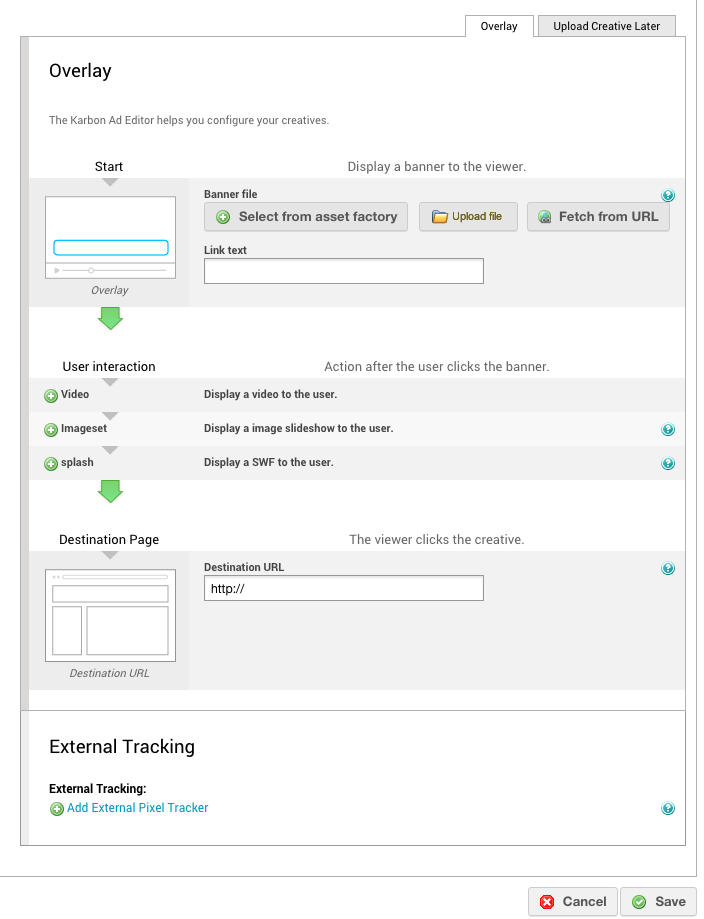 Overlay
Upload Creative Later
Overlay
The Karbon Ad Editor helps you configure your creatives.
Start
Display a banner to the viewer.
Banner file
Select from asset factory
Upload file
Fetch from URL
Link text
Overlay
User interaction
Action after the user clicks the banner.
Video
Display a video to the user.
Imageset
Display a image slideshow to the user.
splash
Display a SWF to the user.
Destination Page
The viewer clicks the creative.
Destination URL
http://
Destination URL
External Tracking
External Tracking:
Add External Pixel Tracker
Cancel
Save